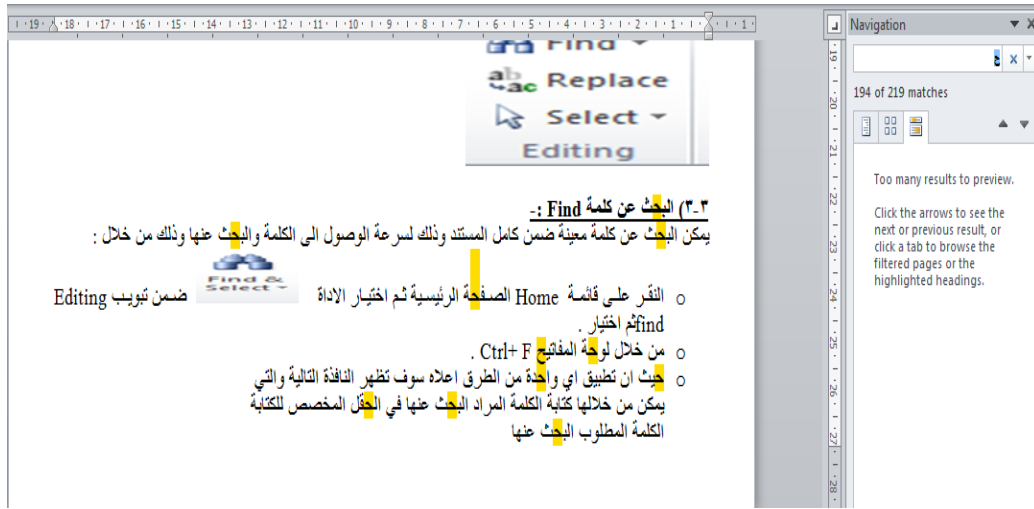 Find
Replace
Select
Editing
٣-٣) البحث عن كلمة Find :-
يمكن البحث عن كلمة معينة ضمن كامل المستند وذلك لسرعة الوصول الى الكلمة والبحث عنها وذلك من خلال :
النقر على قائمة Home الصفحة الرئيسية ثم اختيار الاداة Find & Select ضمن تبويب Editing
ثم اختيار find .
من خلال لوحة المفاتيح Ctrl+ F .
حيث ان تطبيق اي واحدة من الطرق اعلاه سوف تظهر النافذة التالية والتي
يمكن من خلالها كتابة الكلمة المراد البحث عنها في الحقل المخصص للكتابة
الكلمة المطلوب البحث عنها
Navigation
ح
194 of 219 matches
Too many results to preview.
Click the arrows to see the
next or previous result, or
click a tab to browse the
filtered pages or the
highlighted headings.